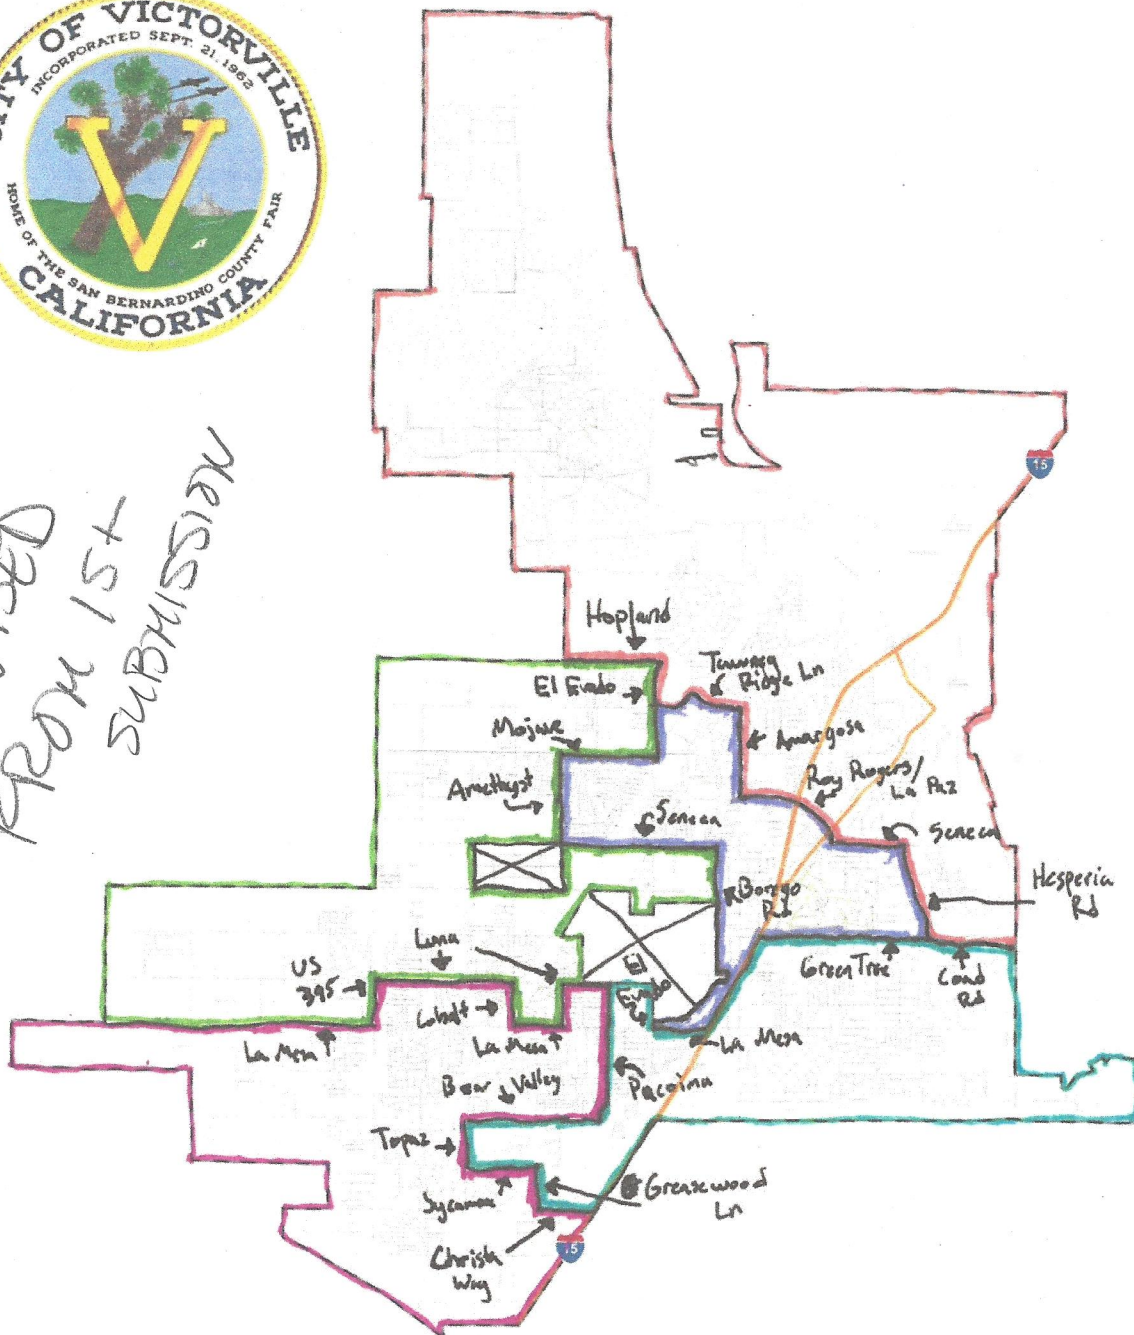 CITY OF VICTORVILLE
INCORPORATED SEPT. 21, 1962
HOME OF THE SAN BERNARDINO COUNTY FAIR
CALIFORNIA
FROM 1st
SUBMISSION
15
Hopland
El Evado
Tawney
Ridge Ln
Mojave
Amargosa
Amethyst
Roy Rogers/
La Paz
Seneca
Seneca
Hesperia
Rd
Borego
Rd
Luna
US
395
Green Tree
Coad
Rd
El
Evado
Cobalt
La Mesa
La Mesa
La Mesa
Bear Valley
Pacoima
Topaz
Sycamore
Greasewood
Ln
Christa
Way
15